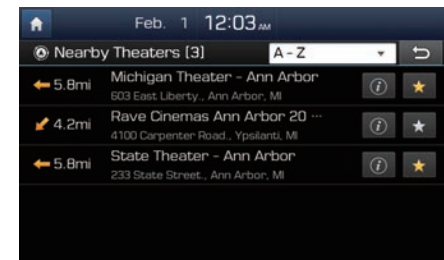 Feb. 1 12:03 AM
Nearby Theaters [3] A - Z
5.8mi Michigan Theater - Ann Arbor
603 East Liberty., Ann Arbor, MI
4.2mi Rave Cinemas Ann Arbor 20 ···
4100 Carpenter Road., Ypsilanti, MI
5.8mi State Theater - Ann Arbor
233 State Street., Ann Arbor, MI